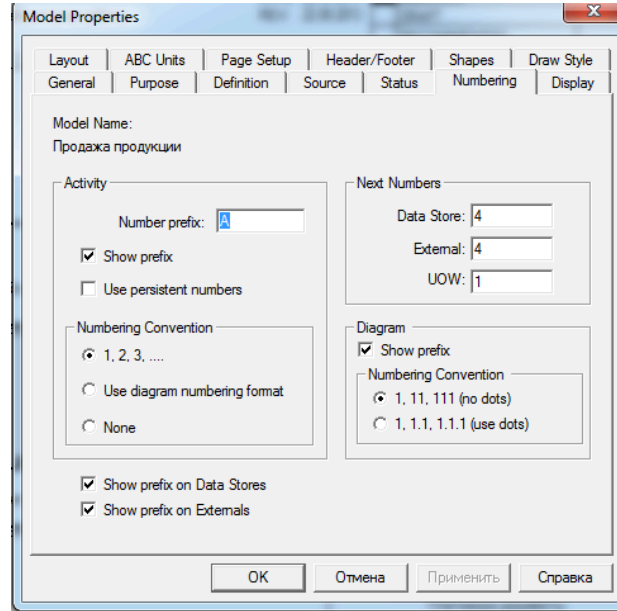 Model Properties
Layout ABC Units Page Setup Header/Footer Shapes Draw Style
General Purpose Definition Source Status Numbering Display
Model Name:
Продажа продукции
Activity
Number prefix: A
Show prefix
Use persistent numbers
Numbering Convention
1, 2, 3, ....
Use diagram numbering format
None
Next Numbers
Data Store: 4
External: 4
UOW: 1
Diagram
Show prefix
Numbering Convention
1, 11, 111 (no dots)
1, 1.1, 1.1.1 (use dots)
Show prefix on Data Stores
Show prefix on Externals
OK Отмена Применить Справка